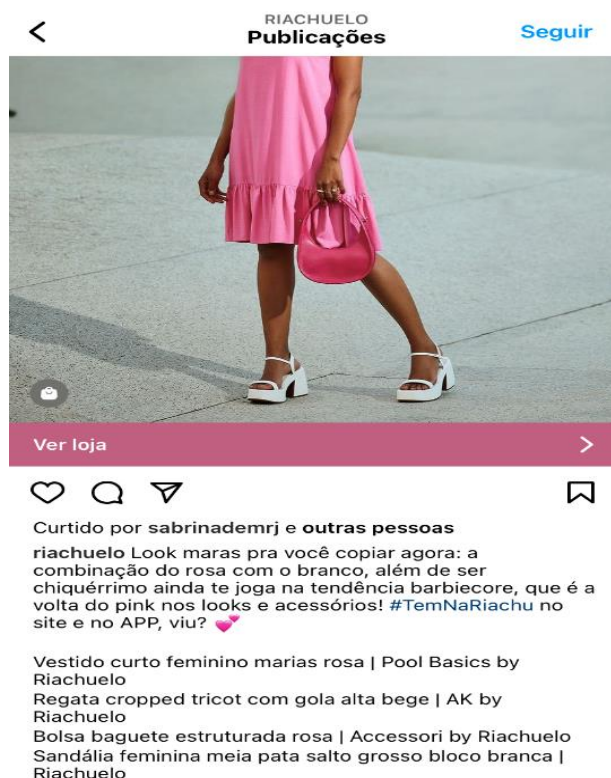 RIACHUELO
Publicações
Seguir
Ver loja
Curtido por sabrinademrj e outras pessoas
riachuelo Look maras pra você copiar agora: a
combinação do rosa com o branco, além de ser
chiquérrimo ainda te joga na tendência barbiecore, que é a
volta do pink nos looks e acessórios! #TemNaRiachu no
site e no APP, viu? 💕
Vestido curto feminino marias rosa | Pool Basics by
Riachuelo
Regata cropped tricot com gola alta bege | AK by
Riachuelo
Bolsa baguete estruturada rosa | Accessori by Riachuelo
Sandália feminina meia pata salto grosso bloco branca |
Riachuelo